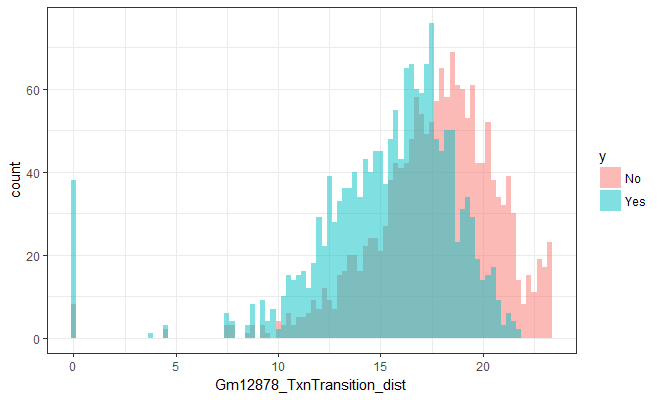 60
40
20
0
count
0 5 10 15 20
Gm12878_TxnTransition_dist
y
No
Yes